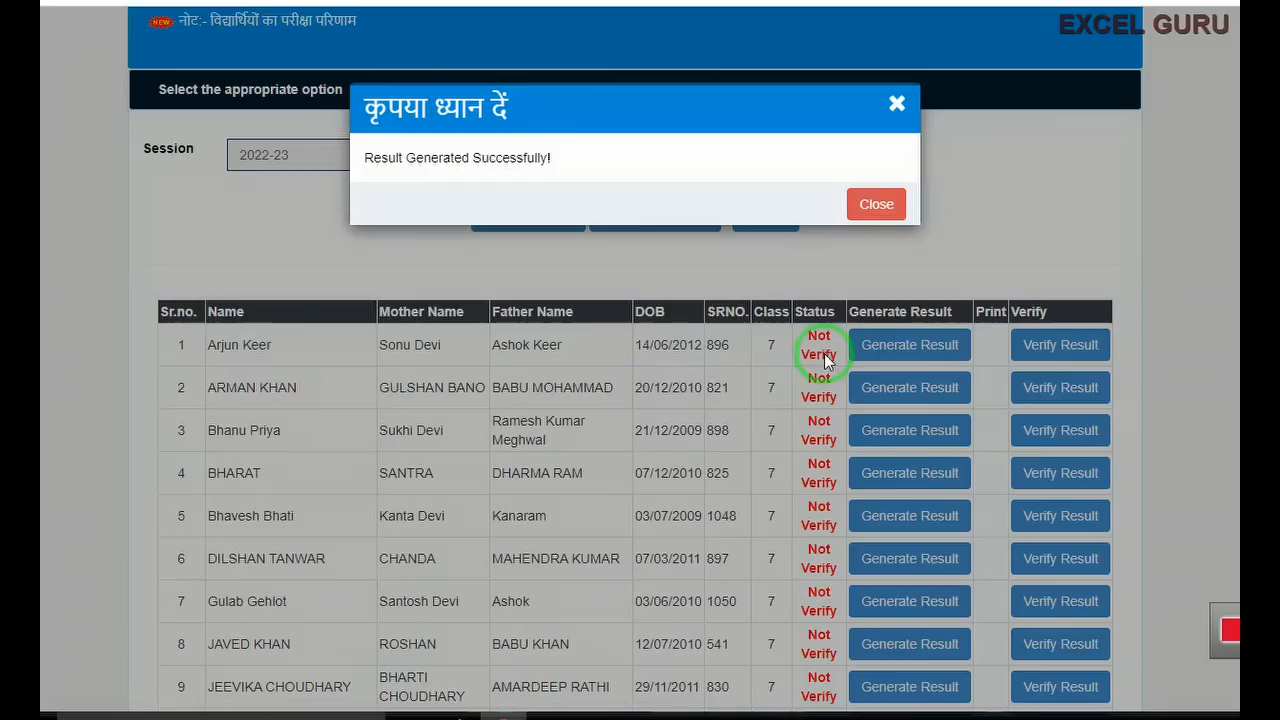 NEW नोट:- विद्यार्थियों का परीक्षा परिणाम
EXCEL GURU
Select the appropriate option
कृपया ध्यान दें
Session 2022-23
Result Generated Successfully!
Close
Sr.no. Name Mother Name Father Name DOB SRNO. Class Status Generate Result Print Verify
1 Arjun Keer Sonu Devi Ashok Keer 14/06/2012 896 7 Not Verify Generate Result Verify Result
2 ARMAN KHAN GULSHAN BANO BABU MOHAMMAD 20/12/2010 821 7 Not Verify Generate Result Verify Result
3 Bhanu Priya Sukhi Devi Ramesh Kumar Meghwal 21/12/2009 898 7 Not Verify Generate Result Verify Result
4 BHARAT SANTRA DHARMA RAM 07/12/2010 825 7 Not Verify Generate Result Verify Result
5 Bhavesh Bhati Kanta Devi Kanaram 03/07/2009 1048 7 Not Verify Generate Result Verify Result
6 DILSHAN TANWAR CHANDA MAHENDRA KUMAR 07/03/2011 897 7 Not Verify Generate Result Verify Result
7 Gulab Gehlot Santosh Devi Ashok 03/06/2010 1050 7 Not Verify Generate Result Verify Result
8 JAVED KHAN ROSHAN BABU KHAN 12/07/2010 541 7 Not Verify Generate Result Verify Result
9 JEEVIKA CHOUDHARY BHARTI CHOUDHARY AMARDEEP RATHI 29/11/2011 830 7 Not Verify Generate Result Verify Result